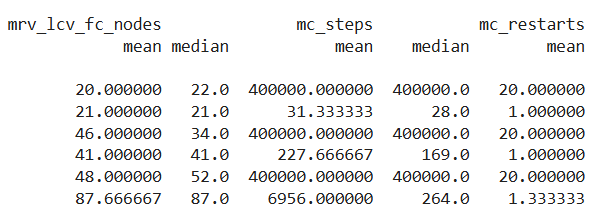 mrv_lcv_fc_nodes mc_steps mc_restarts
mean median mean median mean
20.000000 22.0 400000.000000 400000.0 20.000000
21.000000 21.0 31.333333 28.0 1.000000
46.000000 34.0 400000.000000 400000.0 20.000000
41.000000 41.0 227.666667 169.0 1.000000
48.000000 52.0 400000.000000 400000.0 20.000000
87.666667 87.0 6956.000000 264.0 1.333333